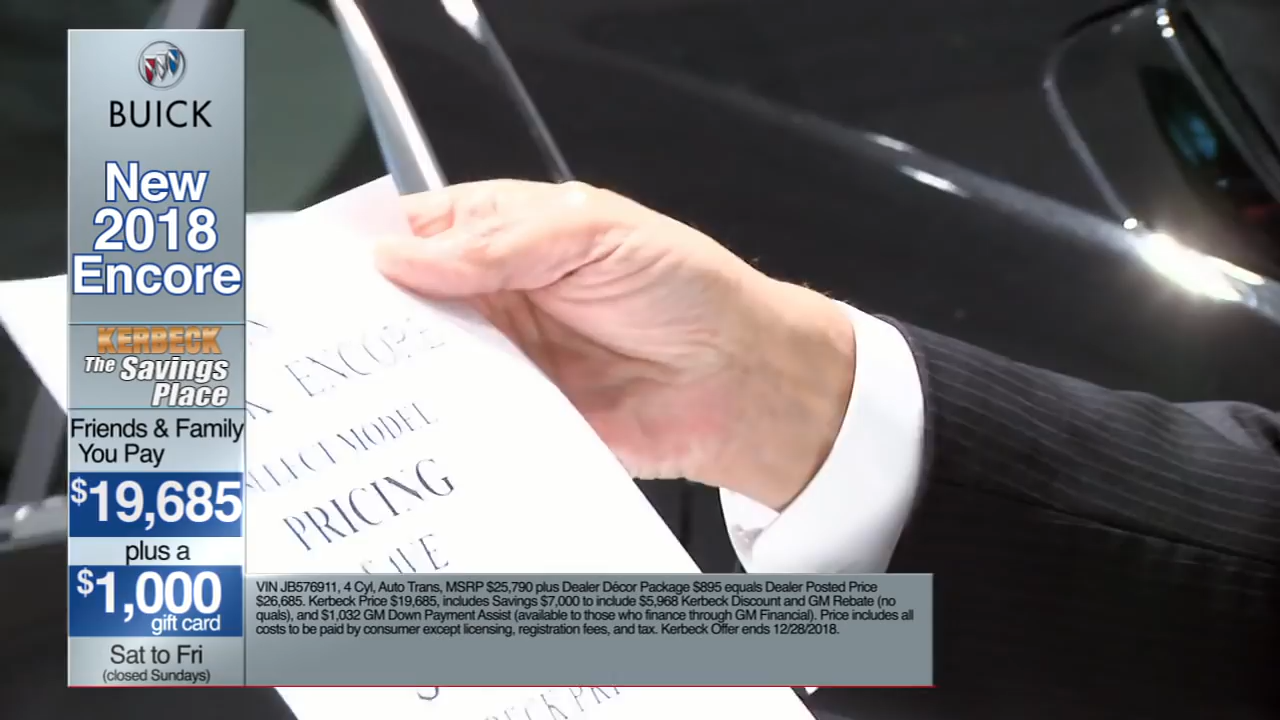 BUICK
New
2018
Encore
KERBECK
The Savings
Place
Friends & Family
You Pay
$19,685
plus a
$1,000
gift card
Sat to Fri
(closed Sundays)
ENCORE
SELECT MODEL
PRICING
SAVE
VIN JB576911, 4 Cyl, Auto Trans, MSRP $25,790 plus Dealer Décor Package $895 equals Dealer Posted Price
$26,685. Kerbeck Price $19,685, includes Savings $7,000 to include $5,968 Kerbeck Discount and GM Rebate (no
quals), and $1,032 GM Down Payment Assist (available to those who finance through GM Financial). Price includes all
costs to be paid by consumer except licensing, registration fees, and tax. Kerbeck Offer ends 12/28/2018.